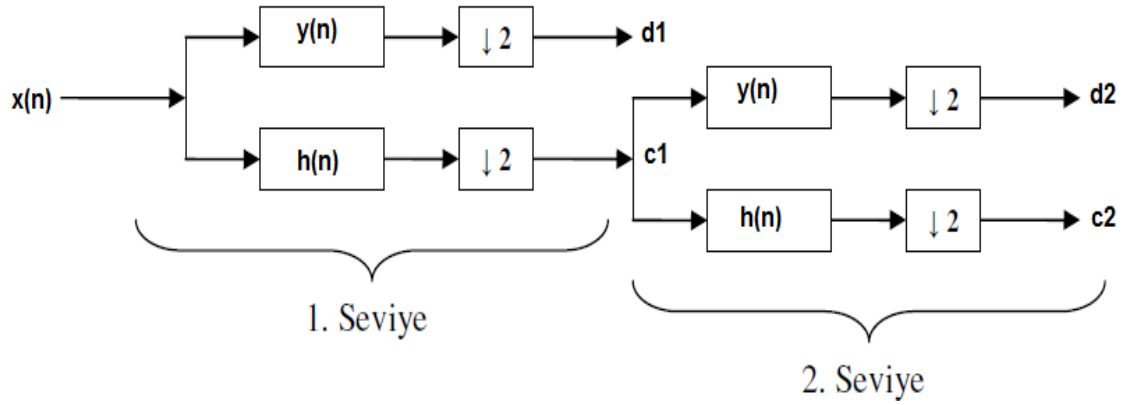 y(n)
↓ 2
d1
x(n)
h(n)
↓ 2
c1
y(n)
↓ 2
d2
h(n)
↓ 2
c2
1. Seviye
2. Seviye